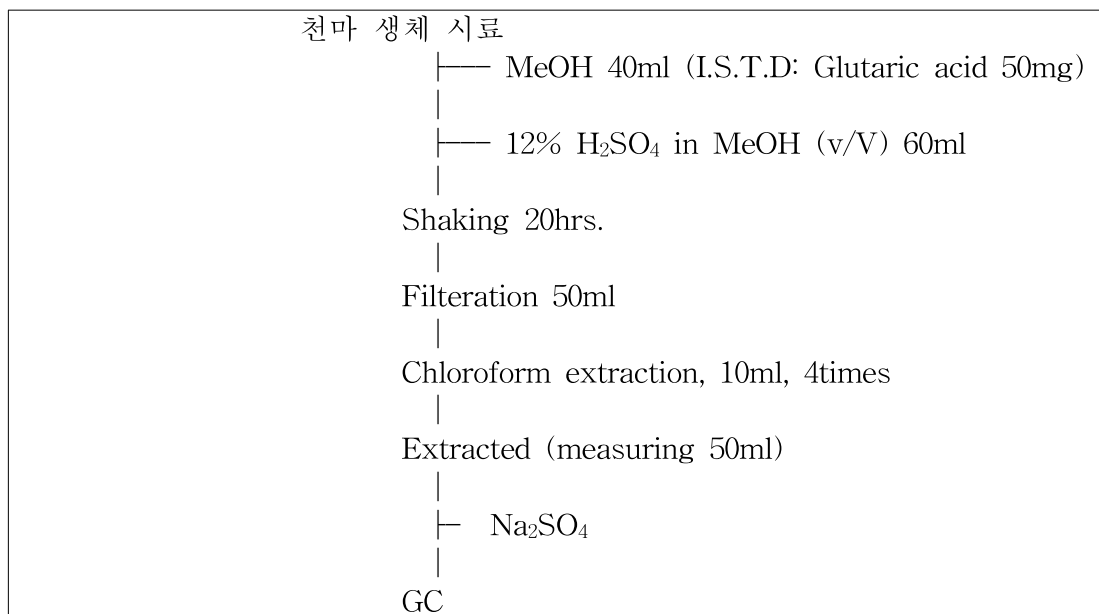 천마 생체 시료
MeOH 40ml (I.S.T.D: Glutaric acid 50mg)
12% H₂SO₄ in MeOH (v/V) 60ml
Shaking 20hrs.
Filteration 50ml
Chloroform extraction, 10ml, 4times
Extracted (measuring 50ml)
Na₂SO₄
GC